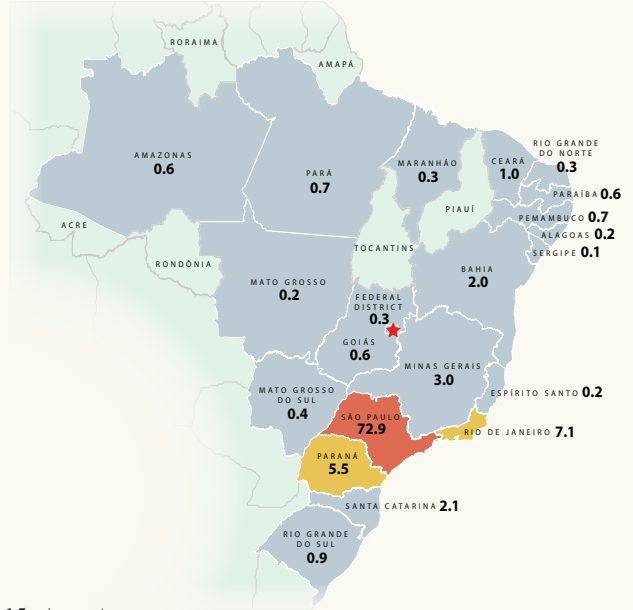 RORAIMA
AMAPÁ
AMAZONAS
0.6
PARÁ
0.7
MARANHÁO
0.3
CEARÁ
1.0
RIO GRANDE
DO NORTE
0.3
PARAÍBA 0.6
PIAUÍ
PEMAMBUCO 0.7
ALAGOAS 0.2
SERGIPE 0.1
ACRE
RONDÔNIA
TOCANTINS
BAHIA
2.0
MATO GROSSO
0.2
FEDERAL
DISTRICT
0.3
GOIÁS
0.6
MINAS GERAIS
3.0
ESPÍRITO SANTO 0.2
MATO GROSSO
DO SUL
0.4
SÃO PAULO
72.9
RIO DE JANEIRO 7.1
PARANÁ
5.5
SANTA CATARINA 2.1
RIO GRANDE
DO SUL
0.9